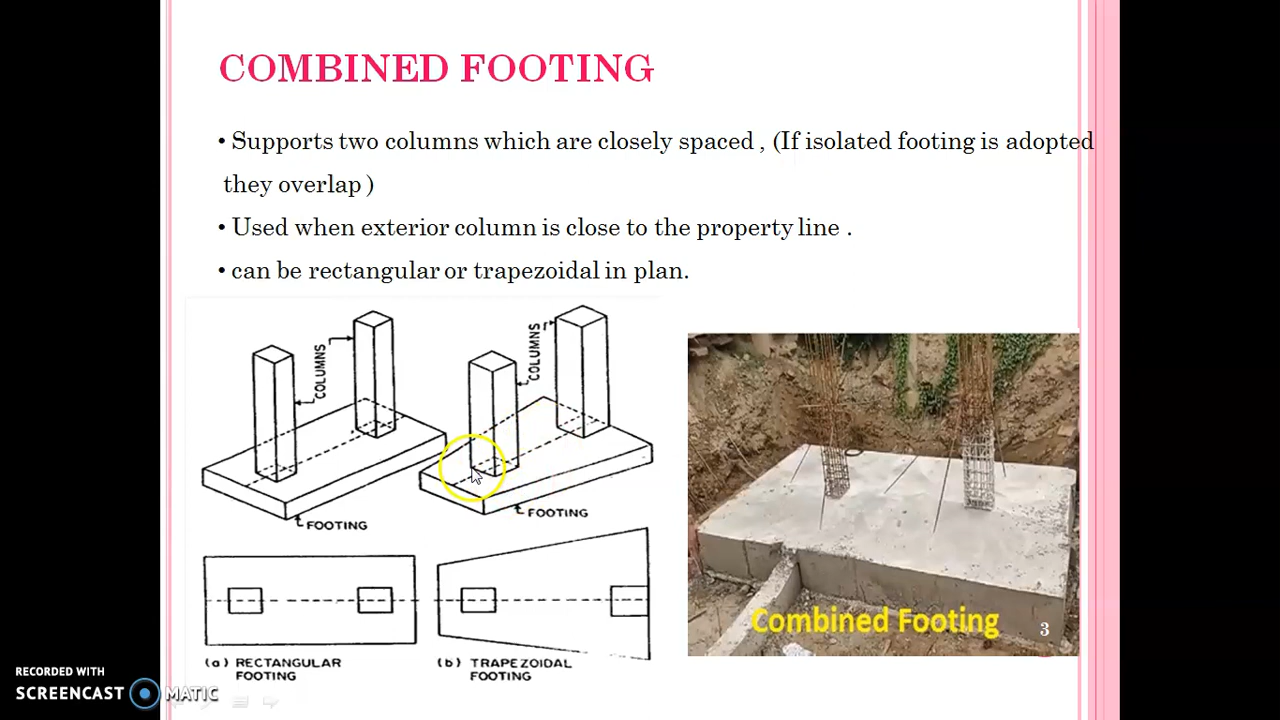 COMBINED FOOTING
• Supports two columns which are closely spaced , (If isolated footing is adopted
they overlap )
• Used when exterior column is close to the property line .
• can be rectangular or trapezoidal in plan.
COLUMNS
COLUMNS
FOOTING
FOOTING
(a) RECTANGULAR
FOOTING
(b) TRAPEZOIDAL
FOOTING
Combined Footing
3
RECORDED WITH
SCREENCAST MATIC